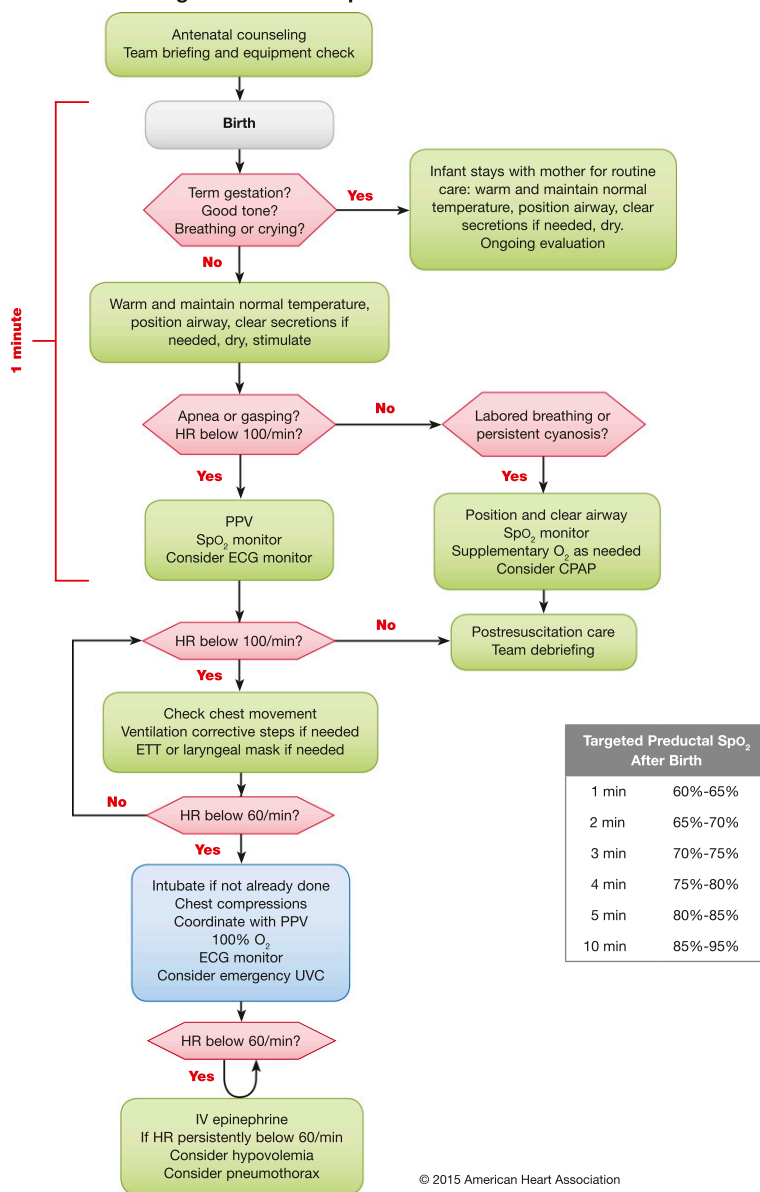 Antenatal counseling
Team briefing and equipment check
Birth
Term gestation?
Good tone?
Breathing or crying?
Yes
Infant stays with mother for routine
care: warm and maintain normal
temperature, position airway, clear
secretions if needed, dry.
Ongoing evaluation
No
Warm and maintain normal temperature,
position airway, clear secretions if
needed, dry, stimulate
1 minute
Apnea or gasping?
HR below 100/min?
No
Labored breathing or
persistent cyanosis?
Yes
Yes
PPV
SpO2 monitor
Consider ECG monitor
Position and clear airway
SpO2 monitor
Supplementary O2 as needed
Consider CPAP
HR below 100/min?
No
Postresuscitation care
Team debriefing
Yes
Check chest movement
Ventilation corrective steps if needed
ETT or laryngeal mask if needed
No
HR below 60/min?
Yes
Intubate if not already done
Chest compressions
Coordinate with PPV
100% O2
ECG monitor
Consider emergency UVC
HR below 60/min?
Yes
IV epinephrine
If HR persistently below 60/min
Consider hypovolemia
Consider pneumothorax
Targeted Preductal SpO2
After Birth
1 min 60%-65%
2 min 65%-70%
3 min 70%-75%
4 min 75%-80%
5 min 80%-85%
10 min 85%-95%
© 2015 American Heart Association